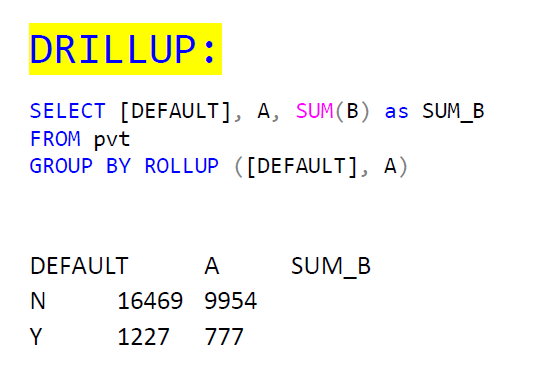 DRILLUP:
SELECT [DEFAULT], A, SUM(B) as SUM_B
FROM pvt
GROUP BY ROLLUP ([DEFAULT], A)
DEFAULT A SUM_B
N 16469 9954
Y 1227 777